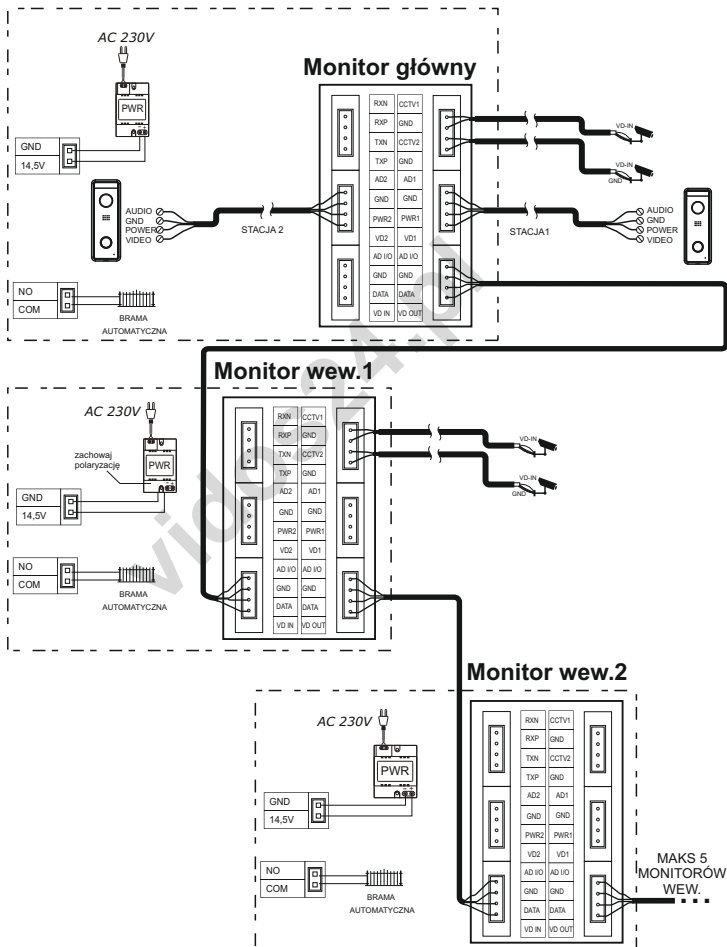 AC 230V
Monitor główny
PWR
GND
14,5V
RXN CCTV1
RXP GND
TXN CCTV2
TXP GND
AD2 AD1
GND GND
PWR2 PWR1
VD2 VD1
AD I/O AD I/O
GND GND
DATA DATA
VD IN VD OUT
VD-IN
VD-IN
GND
AUDIO
GND
POWER
VIDEO
STACJA 2
STACJA1
AUDIO
GND
POWER
VIDEO
NO
COM
BRAMA
AUTOMATYCZNA
Monitor wew.1
AC 230V
zachowaj
polaryzację
PWR
GND
14,5V
RXN CCTV1
RXP GND
TXN CCTV2
TXP GND
AD2 AD1
GND GND
PWR2 PWR1
VD2 VD1
AD I/O AD I/O
GND GND
DATA DATA
VD IN VD OUT
VD-IN
VD-IN
GND
NO
COM
BRAMA
AUTOMATYCZNA
Monitor wew.2
AC 230V
PWR
GND
14,5V
RXN CCTV1
RXP GND
TXN CCTV2
TXP GND
AD2 AD1
GND GND
PWR2 PWR1
VD2 VD1
AD I/O AD I/O
GND GND
DATA DATA
VD IN VD OUT
NO
COM
BRAMA
AUTOMATYCZNA
MAKS 5
MONITORÓW
WEW.
vidos24.pl